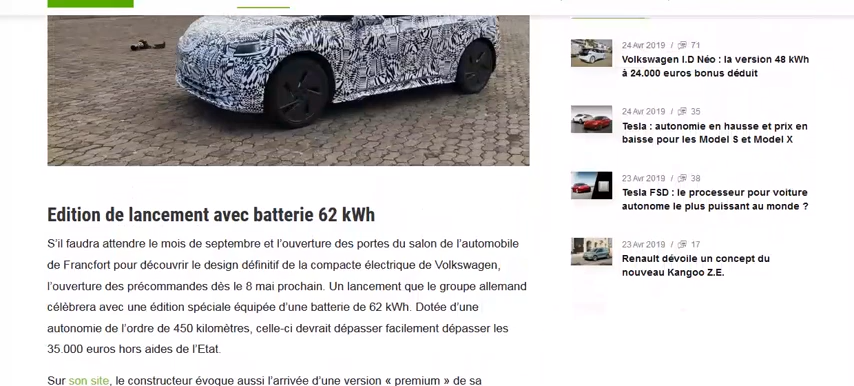 Edition de lancement avec batterie 62 kWh
S’il faudra attendre le mois de septembre et l’ouverture des portes du salon de l’automobile
de Francfort pour découvrir le design définitif de la compacte électrique de Volkswagen,
l’ouverture des précommandes dès le 8 mai prochain. Un lancement que le groupe allemand
célèbrera avec une édition spéciale équipée d’une batterie de 62 kWh. Dotée d’une
autonomie de l’ordre de 450 kilomètres, celle-ci devrait dépasser facilement dépasser les
35.000 euros hors aides de l’Etat.
Sur son site, le constructeur évoque aussi l’arrivée d’une version « premium » de sa
24 Avr 2019 / 71
Volkswagen I.D Néo : la version 48 kWh
à 24.000 euros bonus déduit
24 Avr 2019 / 35
Tesla : autonomie en hausse et prix en
baisse pour les Model S et Model X
23 Avr 2019 / 38
Tesla FSD : le processeur pour voiture
autonome le plus puissant au monde ?
23 Avr 2019 / 17
Renault dévoile un concept du
nouveau Kangoo Z.E.